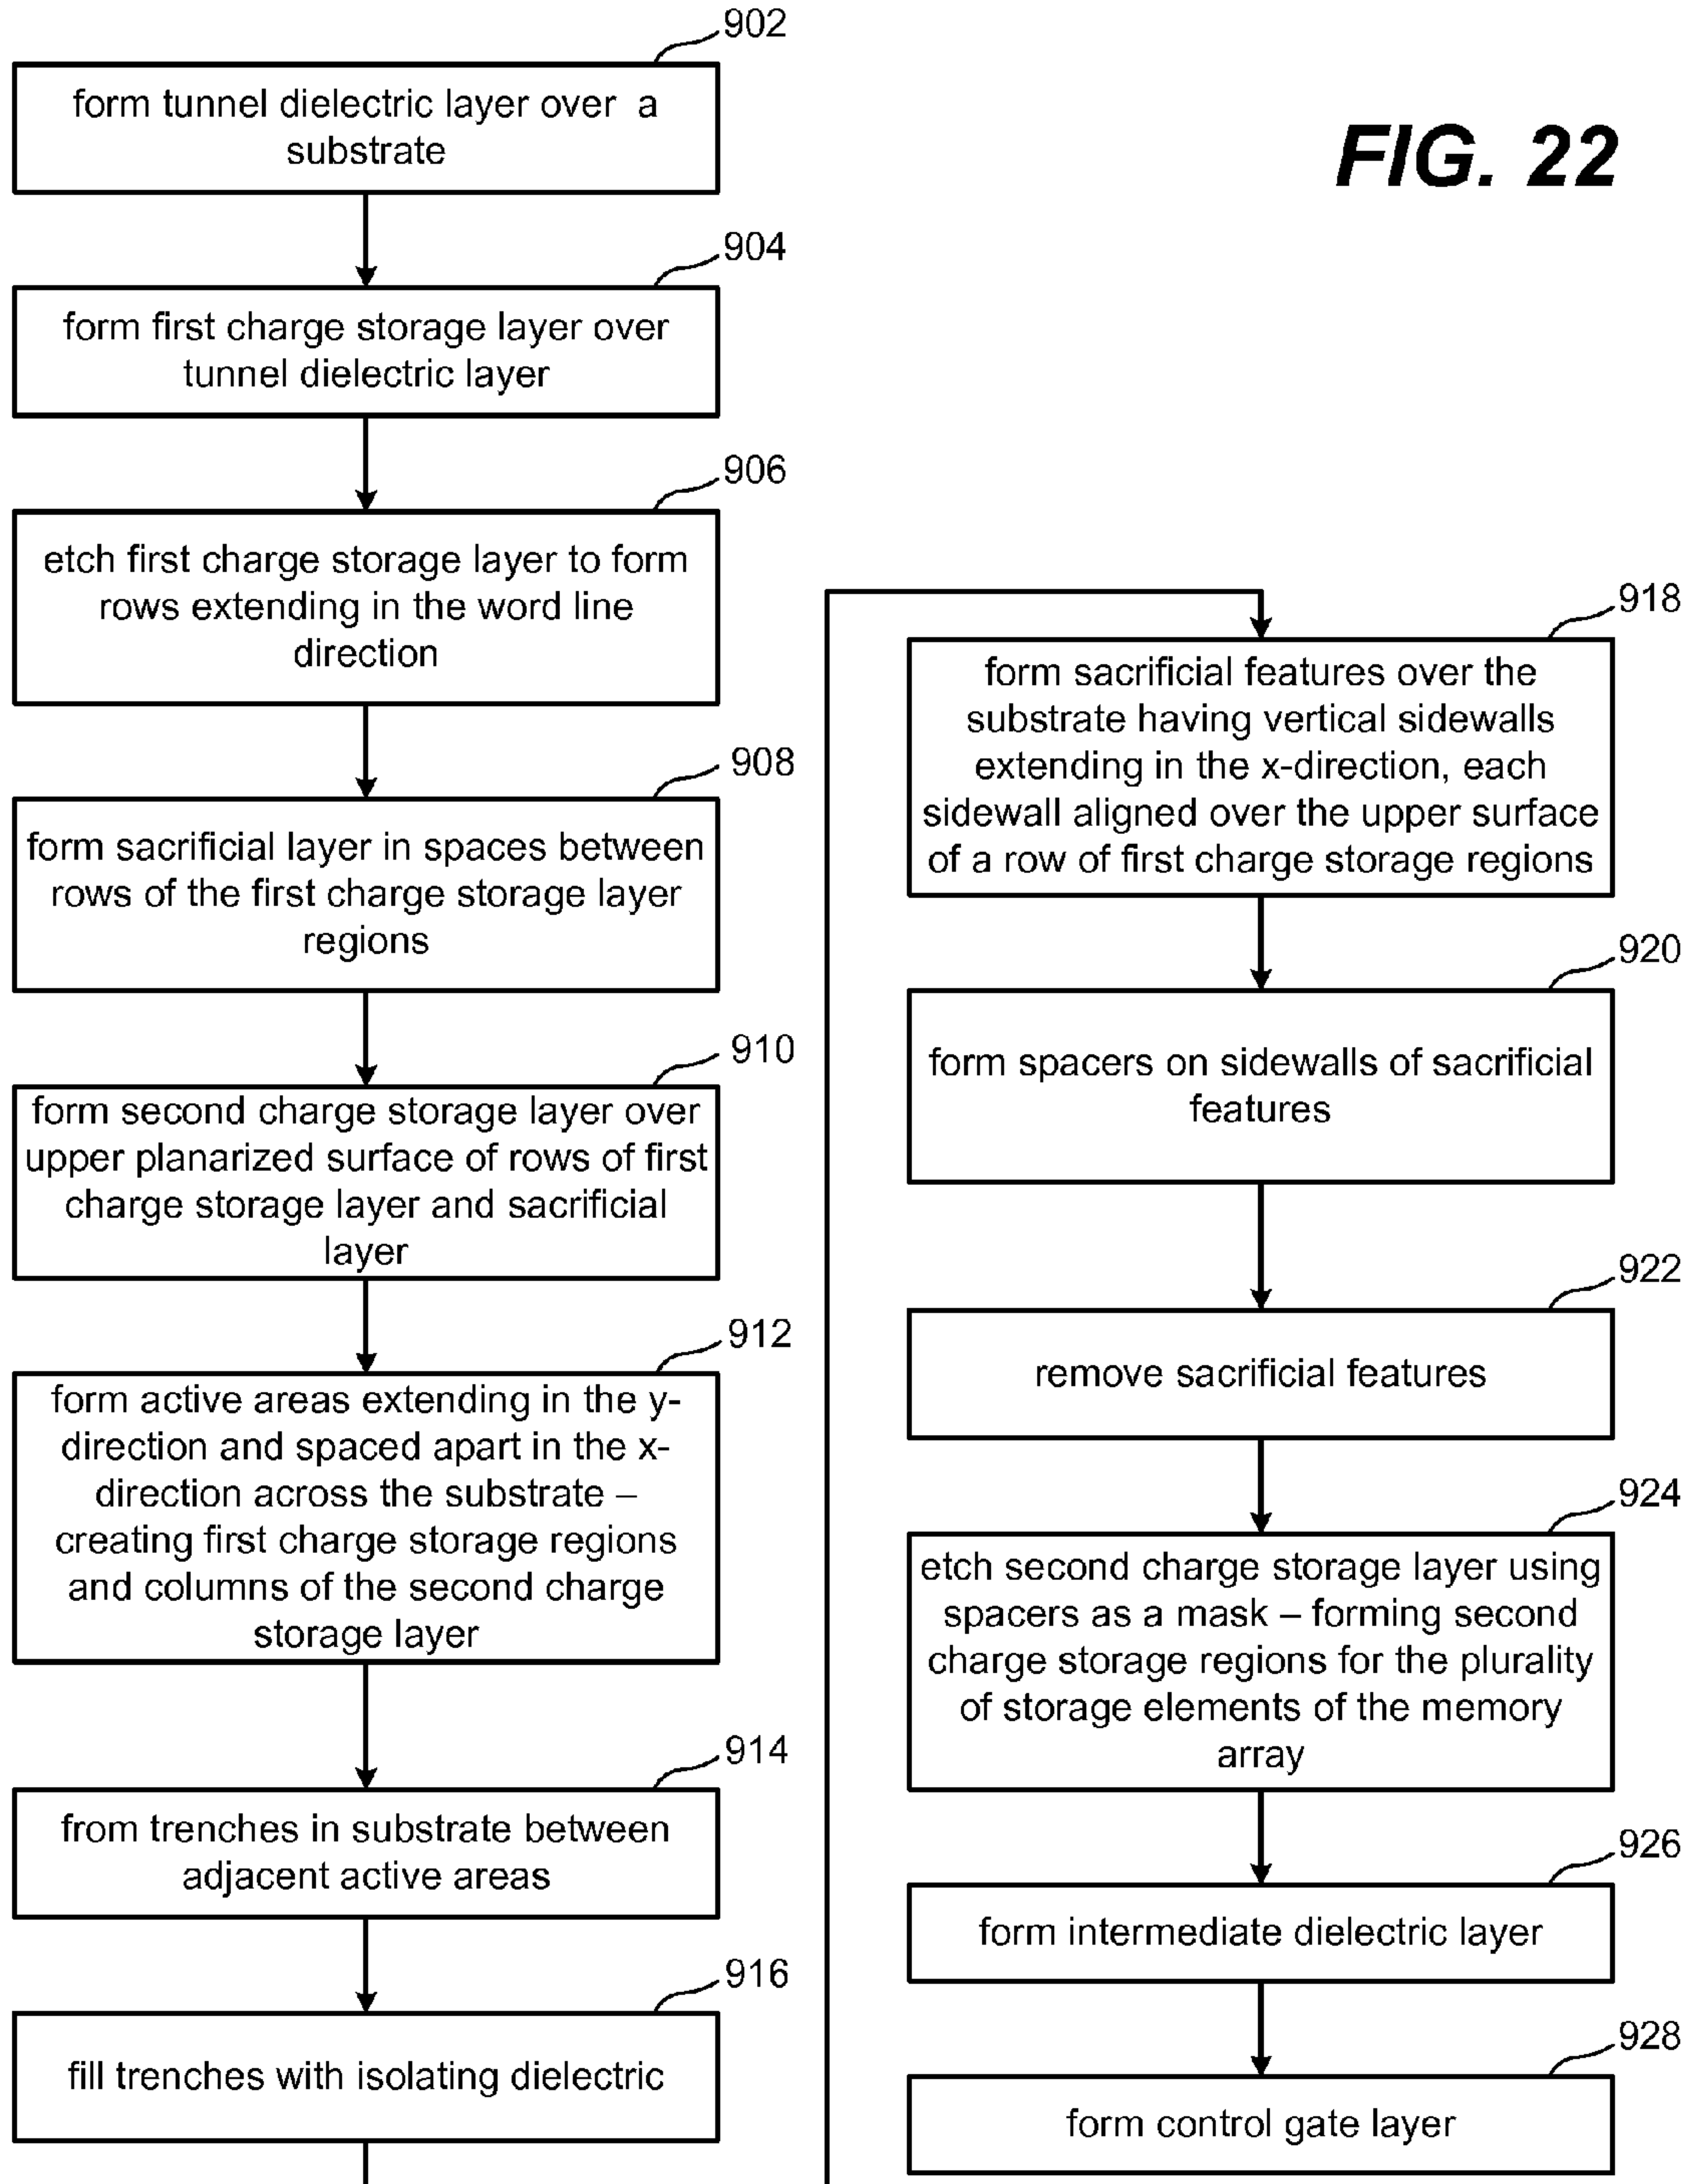 FIG. 22
902
form tunnel dielectric layer over a
substrate
904
form first charge storage layer over
tunnel dielectric layer
906
etch first charge storage layer to form
rows extending in the word line
direction
908
form sacrificial layer in spaces between
rows of the first charge storage layer
regions
910
form second charge storage layer over
upper planarized surface of rows of first
charge storage layer and sacrificial
layer
912
form active areas extending in the y-
direction and spaced apart in the x-
direction across the substrate –
creating first charge storage regions
and columns of the second charge
storage layer
914
from trenches in substrate between
adjacent active areas
916
fill trenches with isolating dielectric
918
form sacrificial features over the
substrate having vertical sidewalls
extending in the x-direction, each
sidewall aligned over the upper surface
of a row of first charge storage regions
920
form spacers on sidewalls of sacrificial
features
922
remove sacrificial features
924
etch second charge storage layer using
spacers as a mask – forming second
charge storage regions for the plurality
of storage elements of the memory
array
926
form intermediate dielectric layer
928
form control gate layer